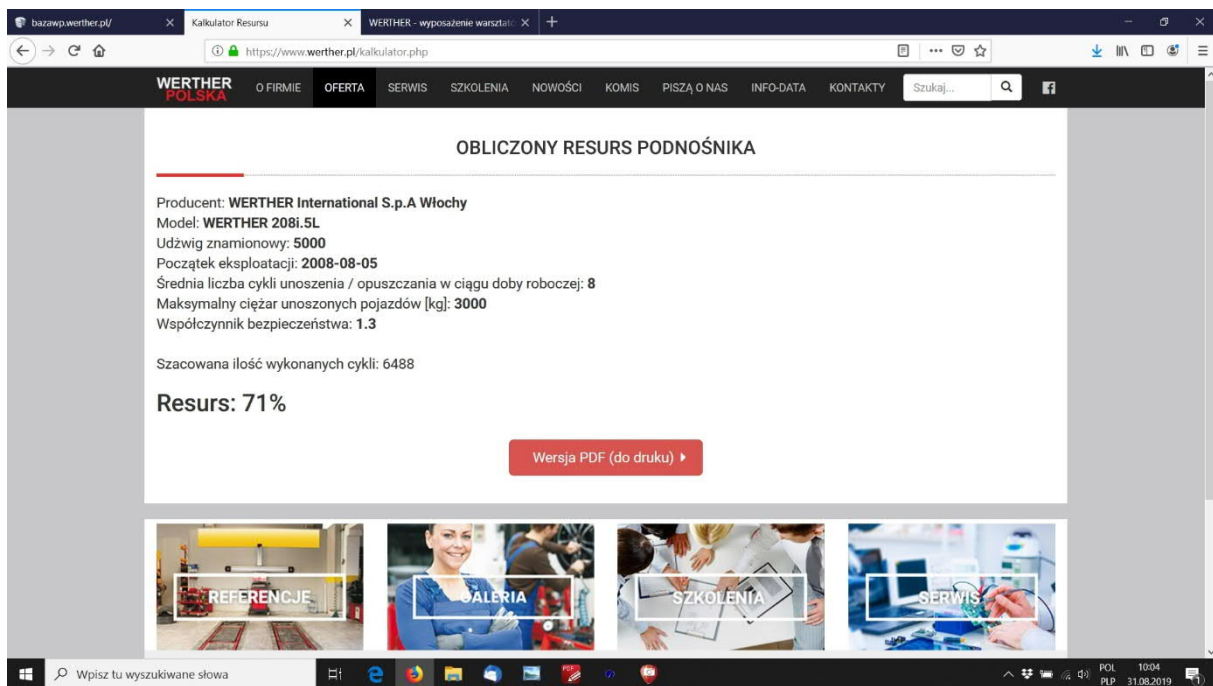 bazawp.werther.pl/
Kalkulator Resursu
WERTHER - wyposażenie warsztató
https://www.werther.pl/kalkulator.php
WERTHER
POLSKA
O FIRMIE
OFERTA
SERWIS
SZKOLENIA
NOWOŚCI
KOMIS
PISZĄ O NAS
INFO-DATA
KONTAKTY
Szukaj...
OBLICZONY RESURS PODNOŚNIKA
Producent: WERTHER International S.p.A Włochy
Model: WERTHER 208i.5L
Udźwig znamionowy: 5000
Początek eksploatacji: 2008-08-05
Średnia liczba cykli unoszenia / opuszczania w ciągu doby roboczej: 8
Maksymalny ciężar unoszonych pojazdów [kg]: 3000
Współczynnik bezpieczeństwa: 1.3
Szacowana ilość wykonanych cykli: 6488
Resurs: 71%
Wersja PDF (do druku)
REFERENCJE
GALERIA
SZKOLENIA
SERWIS
Wpisz tu wyszukiwane słowa
POL
PLP
10:04
31.08.2019